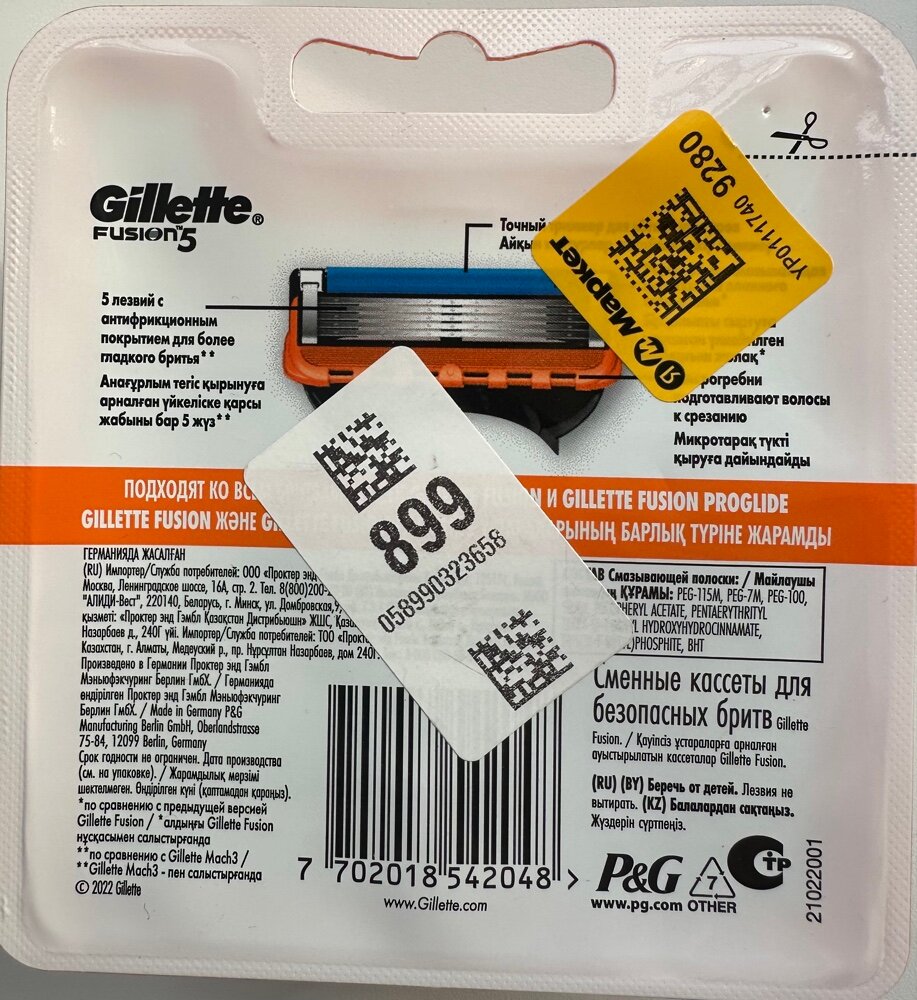 Gillette®
FUSION™5
5 лезвий с
антифрикционным
покрытием для более
гладкого бритья**
Анағұрлым тегіс қырынуға
арналған үйкеліске қарсы
жабыны бар 5 жүз**
Точный
YP0111740 9280
Я М Маркет
подготавливают волосы
к срезанию
Микротарақ түкті
қыруға дайындайды
ПОДХОДЯТ КО И GILLETTE FUSION PROGLIDE
GILLETTE FUSION ЖӘНЕ БАРЛЫҚ ТҮРІНЕ ЖАРАМДЫ
899
058990323658
ГЕРМАНИЯДА ЖАСАЛҒАН
(RU) Импортер/Служба потребителей: ООО «Проктер энд
Москва, Ленинградское шоссе, 16А, стр. 2. Тел. 8(800)200-
"АЛИДИ-Вест", 220140, Беларусь, г. Минск, ул. Домбровская,
қызметі: «Проктер энд Гэмбл Қазақстан Дистрибьюшн» ЖШС,
Назарбаев д., 240Г үйі. Импортер/Служба потребителей: ТОО
Казахстан, г. Алматы, Медеуский р., пр. Нурсултан Назарбаев, дом 240Г
Произведено в Германии Проктер энд Гэмбл
Мэньюфэкчуринг Берлин ГмбХ. / Германияда
өндірілген Проктер энд Гэмбл Мэньюфэкчуринг
Берлин ГмбХ. / Made in Germany P&G
Manufacturing Berlin GmbH, Oberlandstrasse
75-84, 12099 Berlin, Germany
Срок годности не ограничен. Дата производства
(см. на упаковке). / Жарамдылық мерзімі
шектелмеген. Өндірілген күні (қаптамадан қараңыз).
*по сравнению с предыдущей версией
Gillette Fusion / *алдыңғы Gillette Fusion
нұсқасымен салыстырғанда
**по сравнению с Gillette Mach3 /
**Gillette Mach3 - пен салыстырғанда
© 2022 Gillette
Смазывающей полоски: / Майлаушы
ҚҰРАМЫ: PEG-115M, PEG-7M, PEG-100,
ACETATE, PENTAERYTHRITYL
HYDROXYHYDROCINNAMATE,
PHOSPHITE, BHT
Сменные кассеты для
безопасных бритв Gillette
Fusion. / Қауіпсіз ұстараларға арналған
ауыстырылатын кассеталар Gillette Fusion.
(RU) (BY) Беречь от детей. Лезвия не
вытирать. (KZ) Балалардан сақтаңыз.
Жүздерін сүртпеңіз.
7 702018 542048 >
www.Gillette.com
P&G
www.pg.com
7
OTHER
СТР
21022001